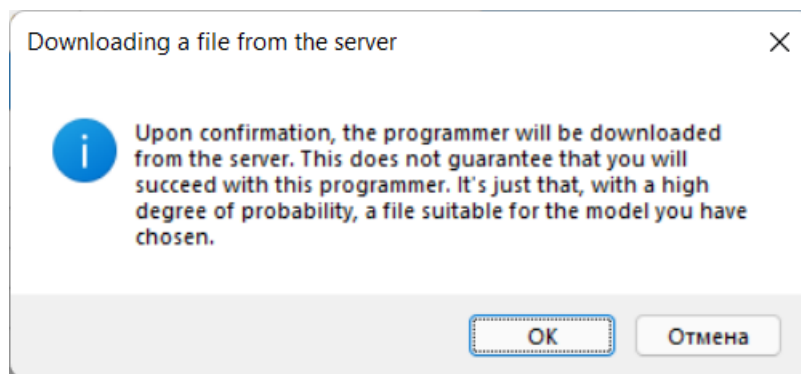 Downloading a file from the server
Upon confirmation, the programmer will be downloaded
from the server. This does not guarantee that you will
succeed with this programmer. It's just that, with a high
degree of probability, a file suitable for the model you have
chosen.
OK
Отмена